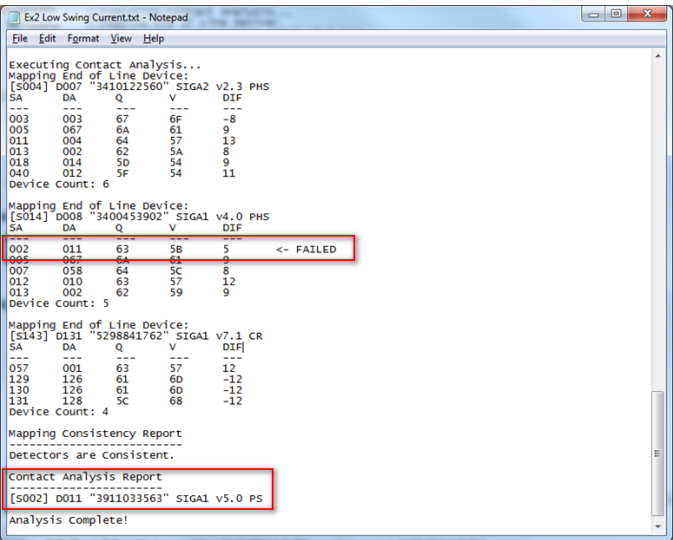 Ex2 Low Swing Current.txt - Notepad
File Edit Format View Help
Executing Contact Analysis...
Mapping End of Line Device:
[S004] D007 "3410122560" SIGA2 v2.3 PHS
SA DA Q V DIF
--- --- --- --- ---
003 003 67 6F -8
005 067 6A 61 9
011 004 64 57 13
013 002 62 5A 8
018 014 5D 54 9
040 012 5F 54 11
Device Count: 6
Mapping End of Line Device:
[S014] D008 "3400453902" SIGA1 v4.0 PHS
SA DA Q V DIF
--- --- --- --- ---
002 011 63 5B 5 <- FAILED
005 067 6A 61 9
007 058 64 5C 8
012 010 63 57 12
013 002 62 59 9
Device Count: 5
Mapping End of Line Device:
[S143] D131 "5298841762" SIGA1 v7.1 CR
SA DA Q V DIF
--- --- --- --- ---
057 001 63 57 12
129 126 61 6D -12
130 126 61 6D -12
131 128 5C 68 -12
Device Count: 4
Mapping Consistency Report
--------------------------
Detectors are Consistent.
Contact Analysis Report
-----------------------
[S002] D011 "3911033563" SIGA1 v5.0 PS
Analysis Complete!